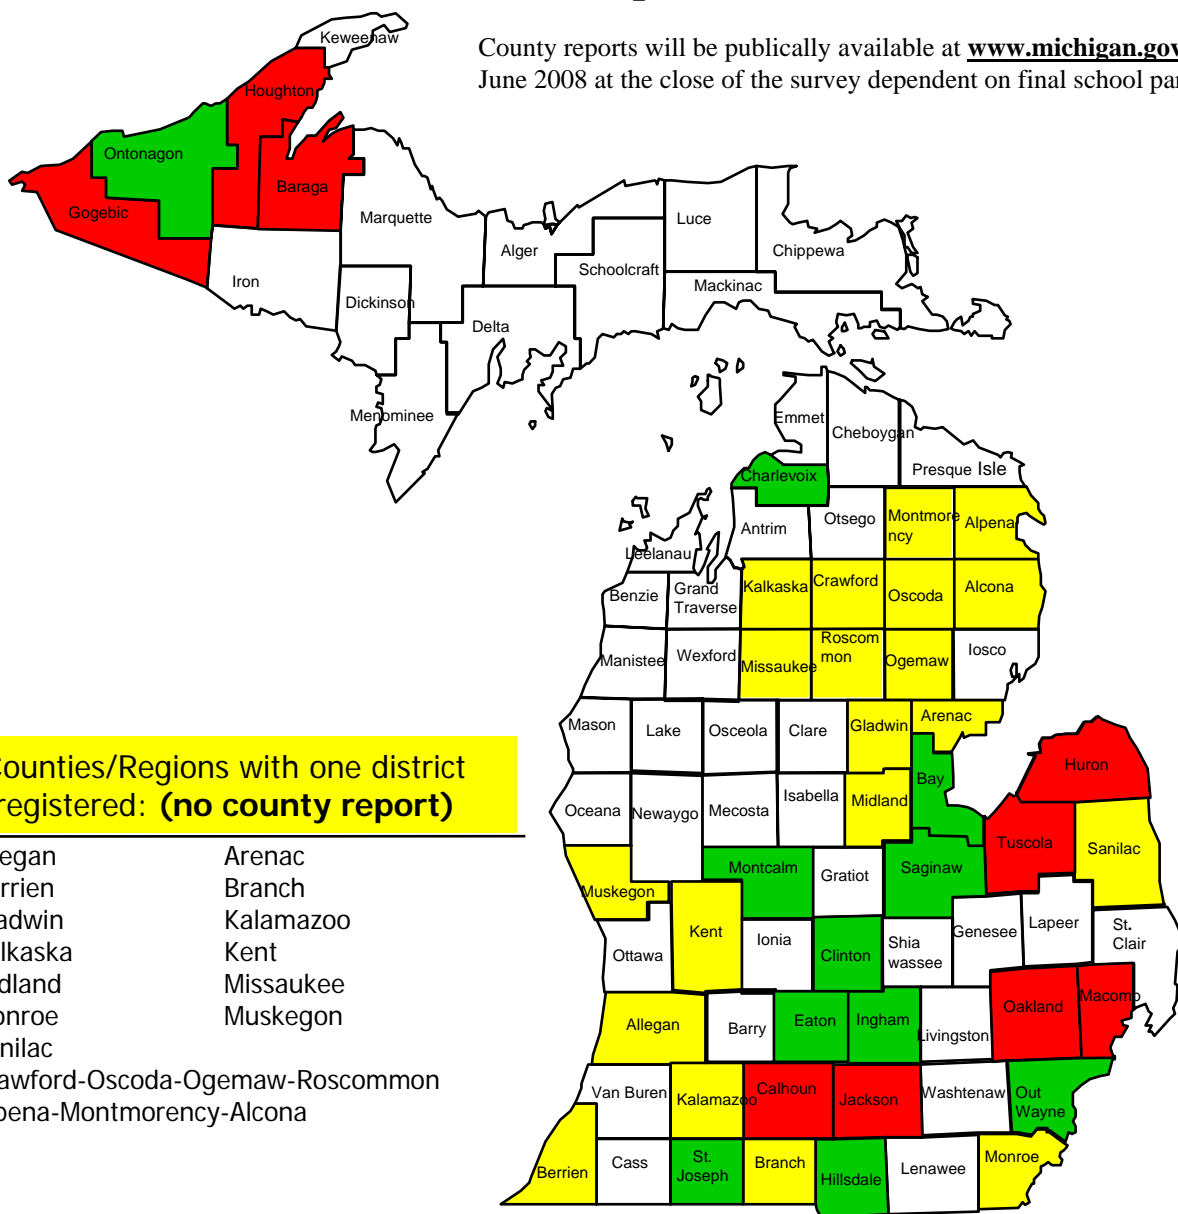 County reports will be publically available at www.michigan.gov
June 2008 at the close of the survey dependent on final school par
Keweenaw
Houghton
Ontonagon
Baraga
Gogebic
Marquette
Luce
Alger
Chippewa
Schoolcraft
Iron
Mackinac
Dickinson
Delta
Menominee
Emmet
Cheboygan
Presque Isle
Charlevoix
Antrim
Otsego
Montmore
ncy
Alpena
Leelanau
Benzie
Grand
Traverse
Kalkaska
Crawford
Oscoda
Alcona
Manistee
Wexford
Missaukee
Roscom
mon
Ogemaw
Iosco
Mason
Lake
Osceola
Clare
Gladwin
Arenac
Huron
Bay
Oceana
Newaygo
Mecosta
Isabella
Midland
Tuscola
Sanilac
Muskegon
Montcalm
Gratiot
Saginaw
Kent
Ottawa
Ionia
Clinton
Shia
wassee
Genesee
Lapeer
St.
Clair
Allegan
Barry
Eaton
Ingham
Livingston
Oakland
Macomb
Van Buren
Kalamazoo
Calhoun
Jackson
Washtenaw
Out
Wayne
Berrien
Cass
St.
Joseph
Branch
Hillsdale
Lenawee
Monroe
Counties/Regions with one district
registered: (no county report)
egan Arenac
rrien Branch
adwin Kalamazoo
lkaska Kent
dland Missaukee
onroe Muskegon
nilac
awford-Oscoda-Ogemaw-Roscommon
pena-Montmorency-Alcona